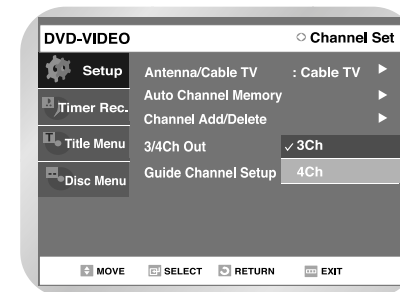 DVD-VIDEO Channel Set
Setup
Timer Rec.
Title Menu
Disc Menu
Antenna/Cable TV : Cable TV
Auto Channel Memory
Channel Add/Delete
3/4Ch Out ✓ 3Ch
Guide Channel Setup 4Ch
MOVE SELECT RETURN EXIT